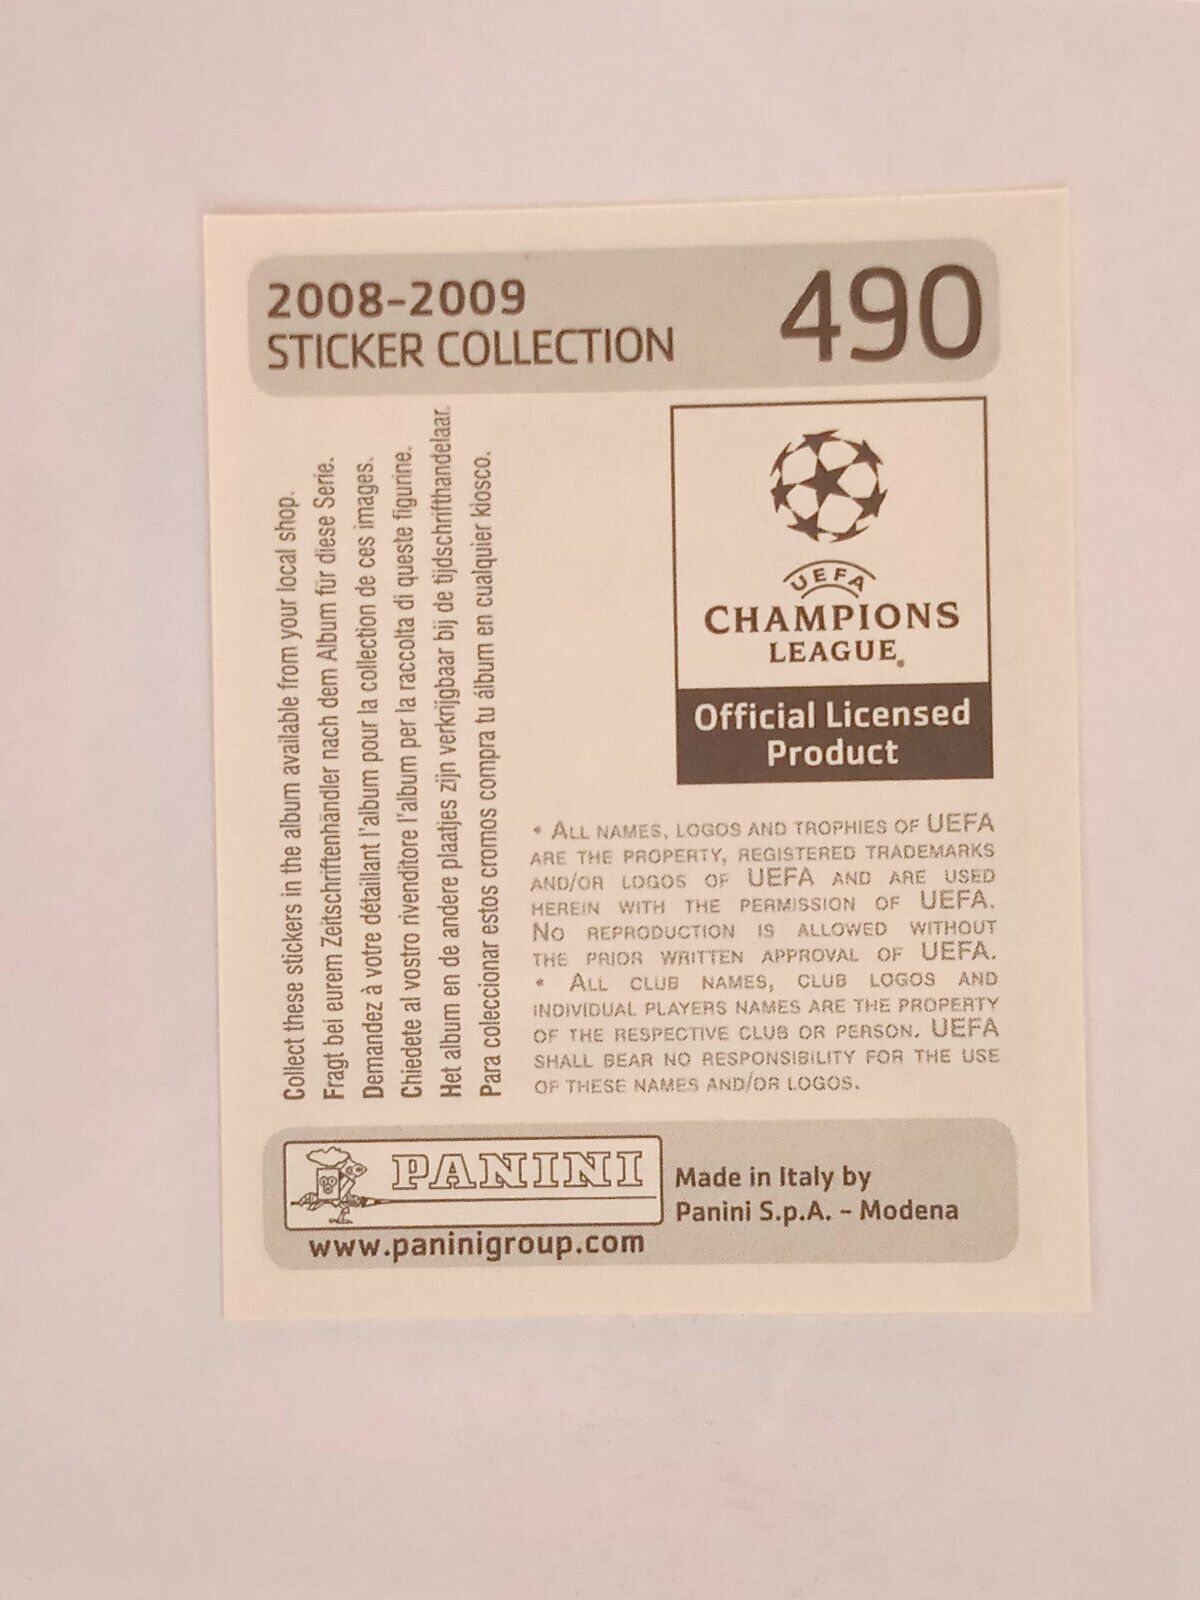 2008-2009
STICKER COLLECTION
490
Collect these stickers in the album available from your local shop.
Fragt bei eurem Zeitschriftenhändler nach dem Album für diese Serie.
Demandez à votre détaillant l'album pour la collection de ces images.
Chiedete al vostro rivenditore l'album per la raccolta di queste figurine.
Het album en de andere plaatjes zijn verkrijgbaar bij de tijdschrifthandelaar.
Para coleccionar estos cromos compra tu álbum en cualquier kiosco.
UEFA
CHAMPIONS
LEAGUE®
Official Licensed
Product
* ALL NAMES, LOGOS AND TROPHIES OF UEFA
ARE THE PROPERTY, REGISTERED TRADEMARKS
AND/OR LOGOS OF UEFA AND ARE USED
HEREIN WITH THE PERMISSION OF UEFA.
NO REPRODUCTION IS ALLOWED WITHOUT
THE PRIOR WRITTEN APPROVAL OF UEFA.
* ALL CLUB NAMES, CLUB LOGOS AND
INDIVIDUAL PLAYERS NAMES ARE THE PROPERTY
OF THE RESPECTIVE CLUB OR PERSON. UEFA
SHALL BEAR NO RESPONSIBILITY FOR THE USE
OF THESE NAMES AND/OR LOGOS.
PANINI
www.paninigroup.com
Made in Italy by
Panini S.p.A. - Modena